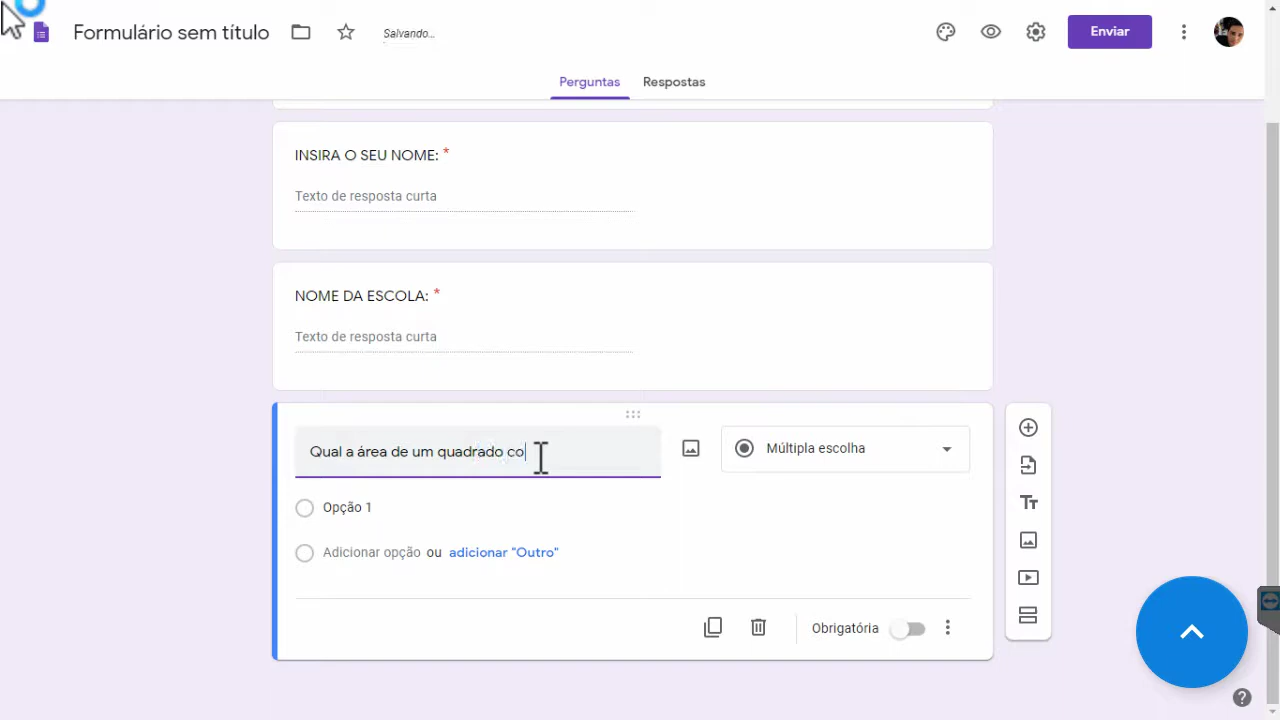 Formulário sem título
Salvando...
Enviar
Perguntas
Respostas
INSIRA O SEU NOME: *
Texto de resposta curta
NOME DA ESCOLA: *
Texto de resposta curta
Qual a área de um quadrado co
Múltipla escolha
Opção 1
Adicionar opção ou adicionar "Outro"
Obrigatória